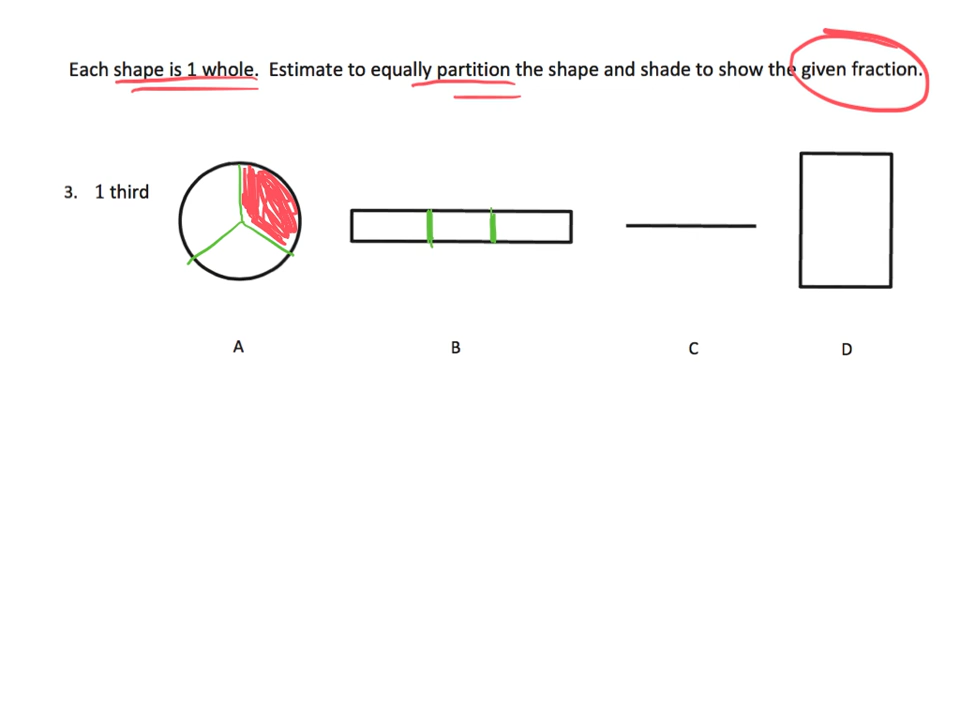 Each shape is 1 whole. Estimate to equally partition the shape and shade to show the given fraction.
3. 1 third
A B C D